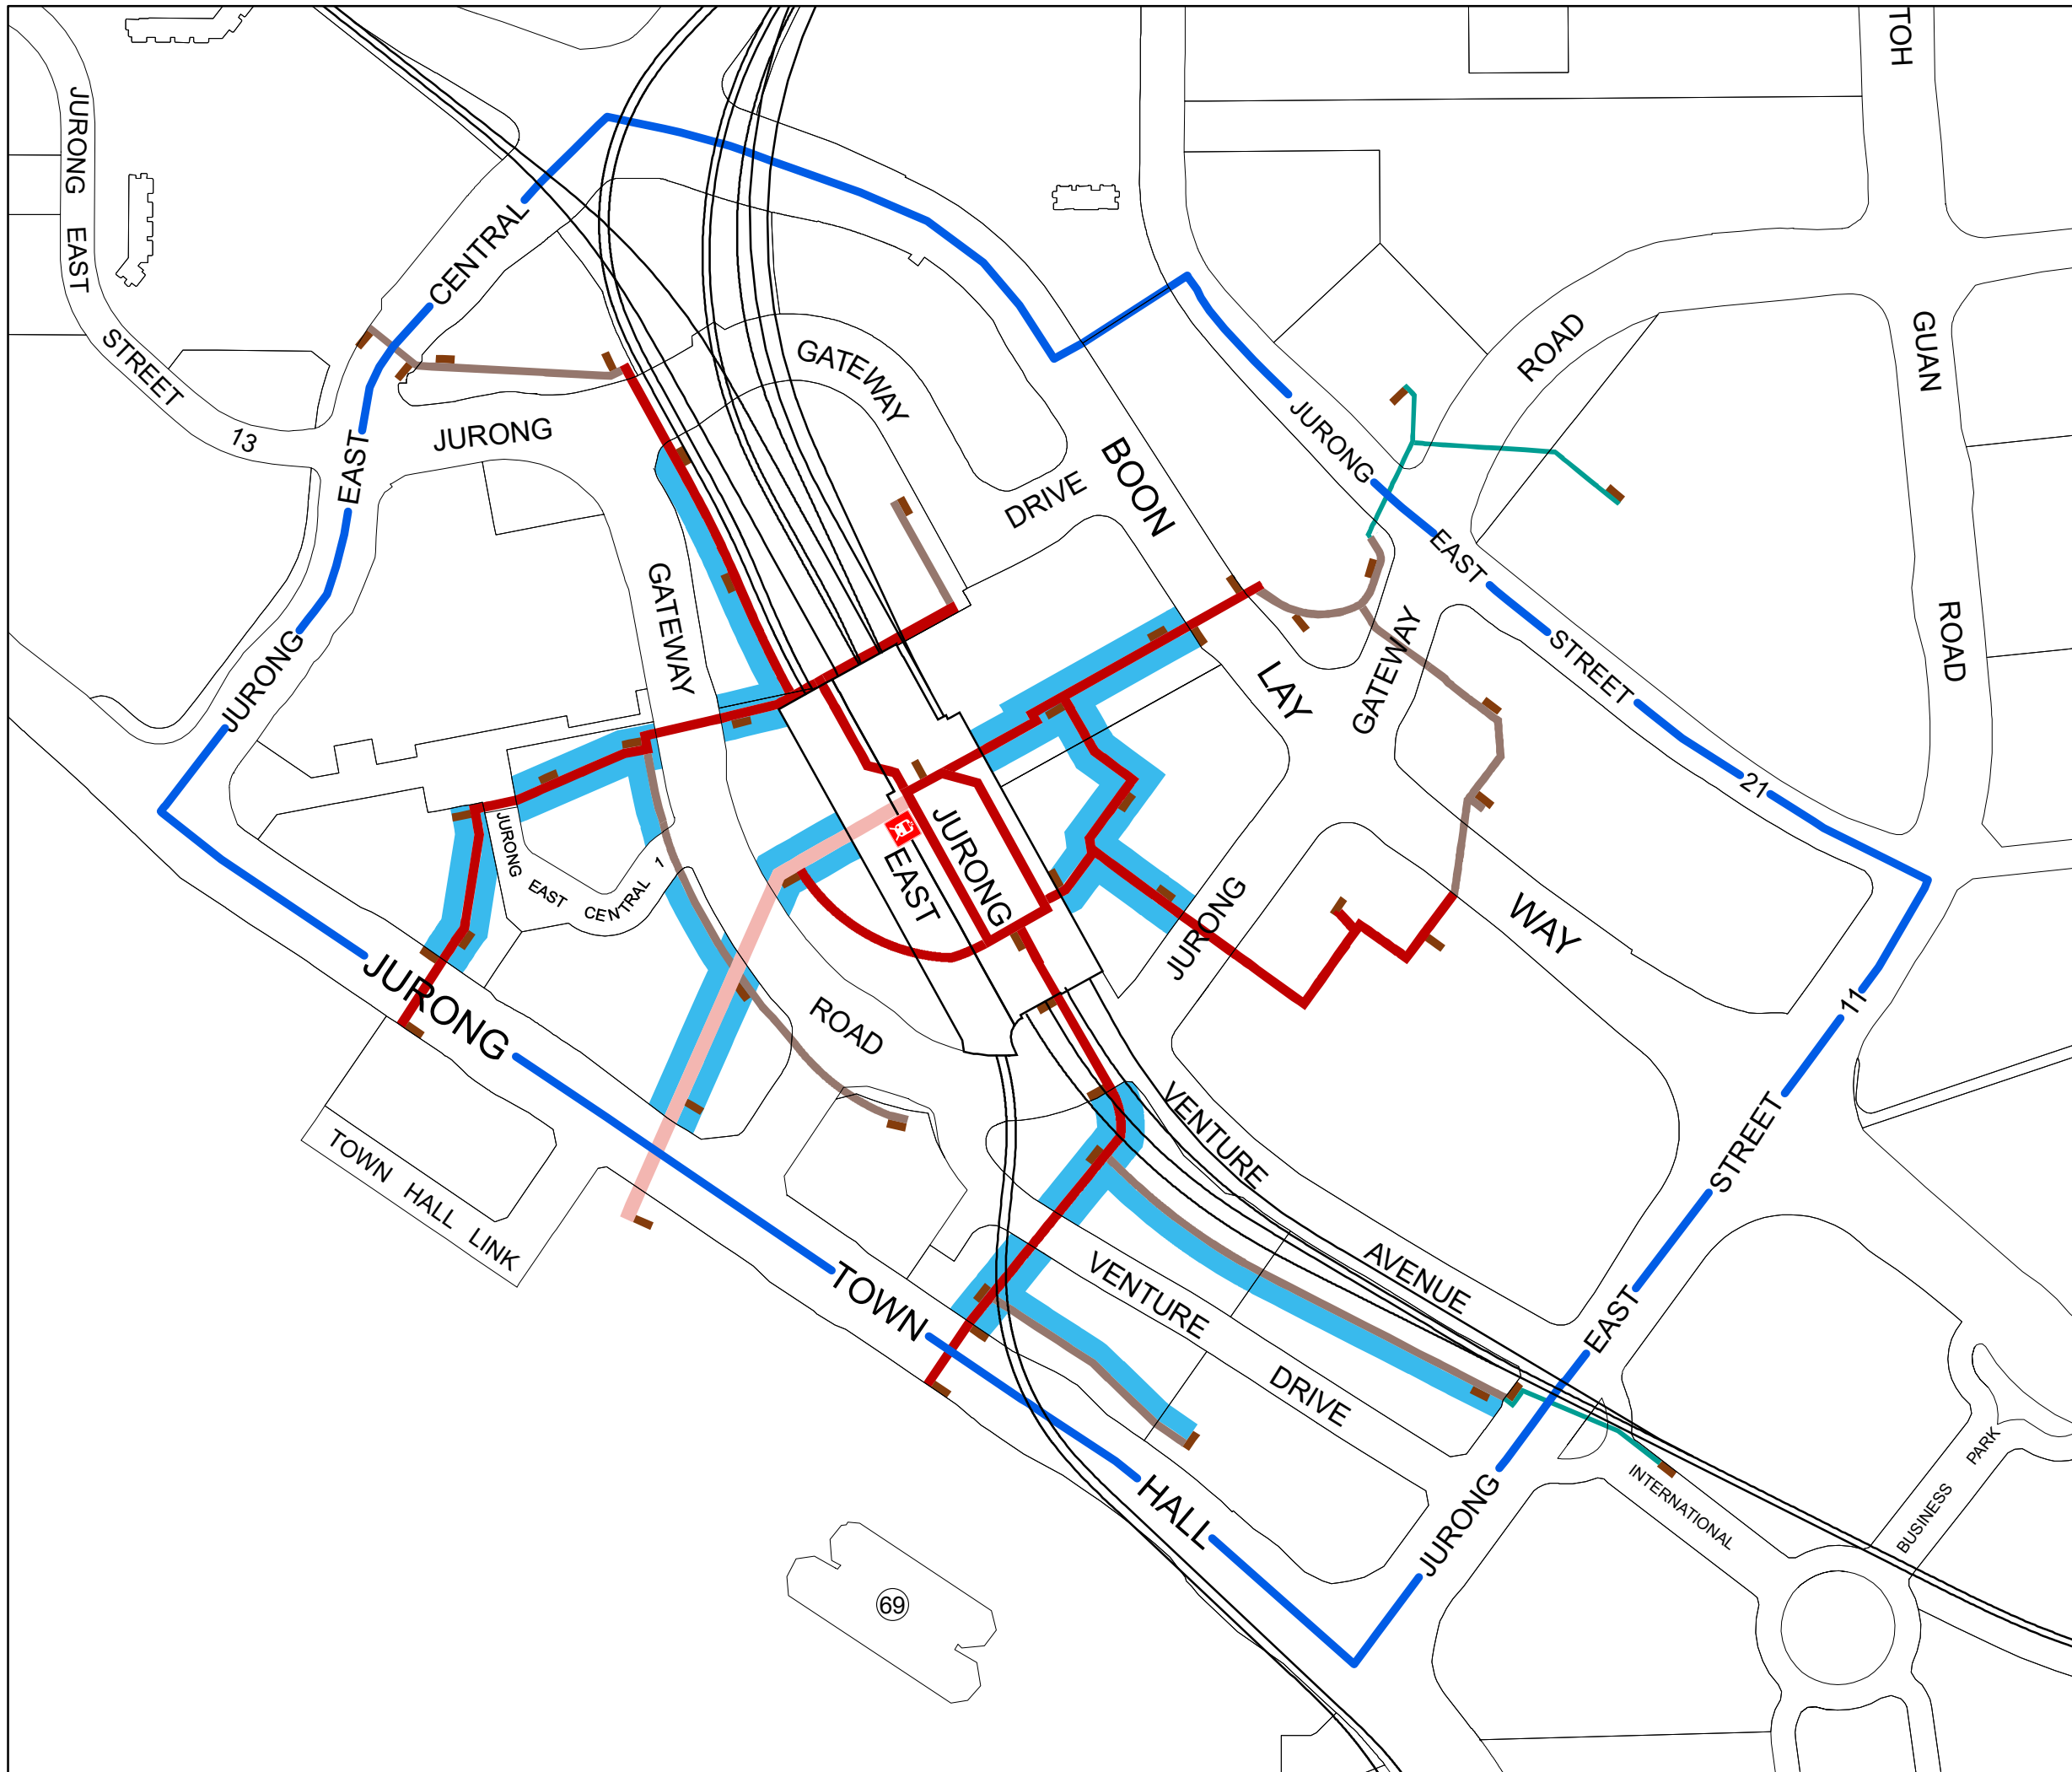 TOH
JURONG EAST
STREET
13
CENTRAL
EAST
JURONG
JURONG
GATEWAY
ROAD
GATEWAY
DRIVE
BOON
LAY
WAY
JURONG
EAST
STREET
21
ROAD
GUAN
ROAD
GATEWAY
JURONG
JURONG
EAST
JURONG
EAST
CENTRAL 1
JURONG
TOWN
HALL
TOWN HALL LINK
VENTURE
AVENUE
VENTURE
DRIVE
11
STREET
EAST
JURONG
INTERNATIONAL
BUSINESS PARK
69